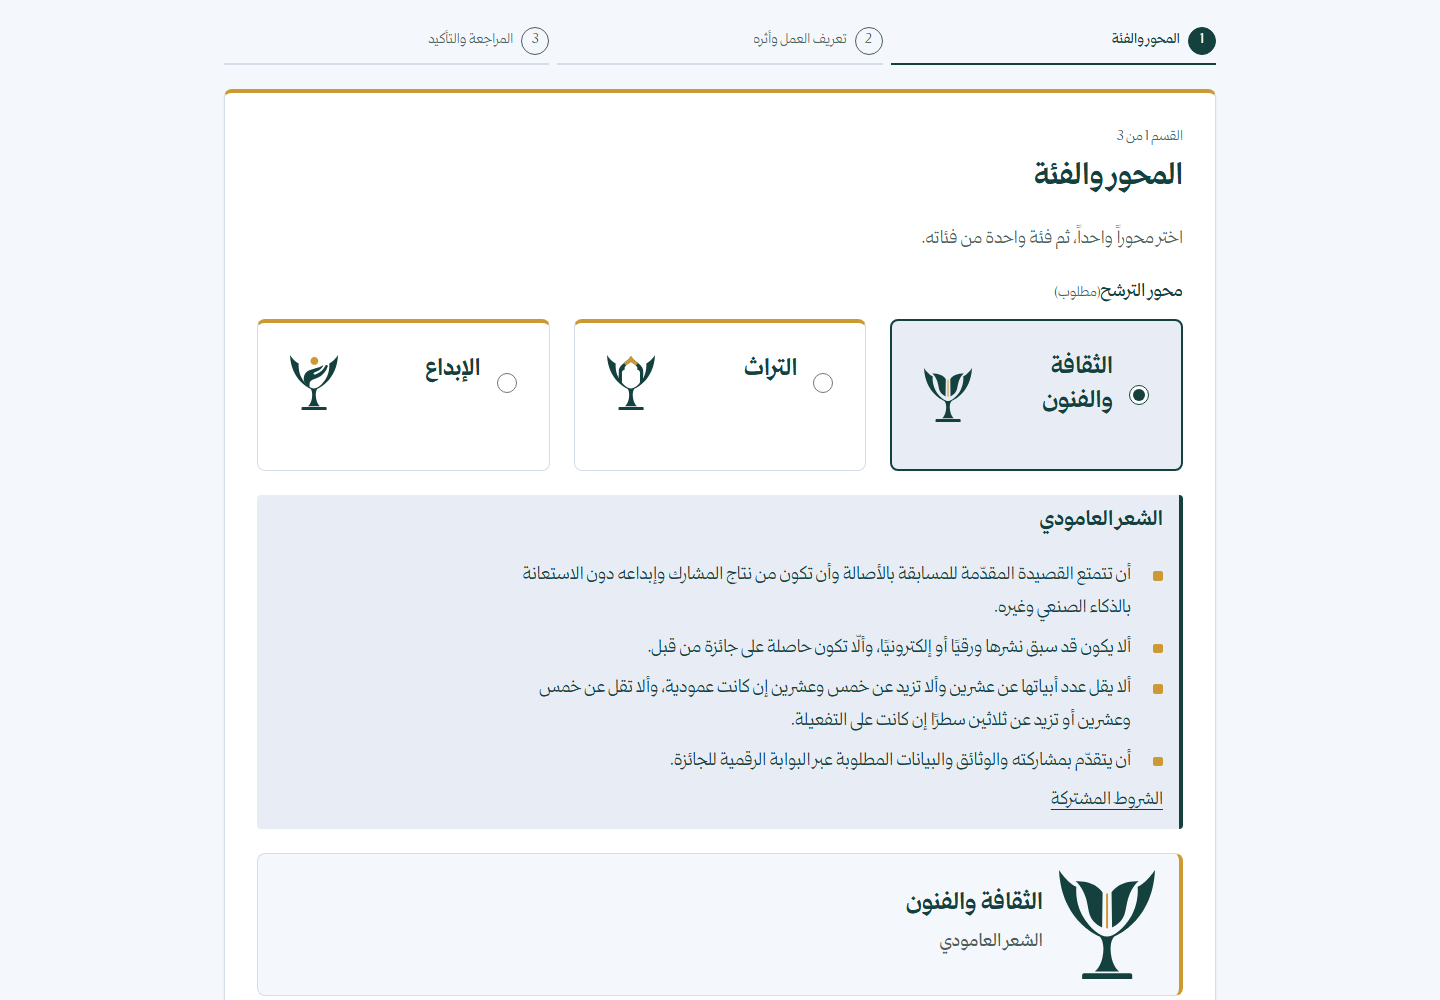 1 المحور والفئة
2 تعريف العمل وأثره
3 المراجعة والتأكيد
القسم 1 من 3
المحور والفئة
اختر محوراً واحداً، ثم فئة واحدة من فئاته.
محور الترشح(مطلوب)
الثقافة
والفنون
التراث
الإبداع
الشعر العامودي
أن تتمتع القصيدة المقدّمة للمسابقة بالأصالة وأن تكون من نتاج المشارك وإبداعه دون الاستعانة
بالذكاء الصنعي وغيره.
ألا يكون قد سبق نشرها ورقيًا أو إلكترونيًا، وألّا تكون حاصلة على جائزة من قبل.
ألا يقل عدد أبياتها عن عشرين وألا تزيد عن خمس وعشرين إن كانت عمودية، وألا تقل عن خمس
وعشرين أو تزيد عن ثلاثين سطرًا إن كانت على التفعيلة.
أن يتقدّم بمشاركته والوثائق والبيانات المطلوبة عبر البوابة الرقمية للجائزة.
الشروط المشتركة
الثقافة والفنون
الشعر العامودي